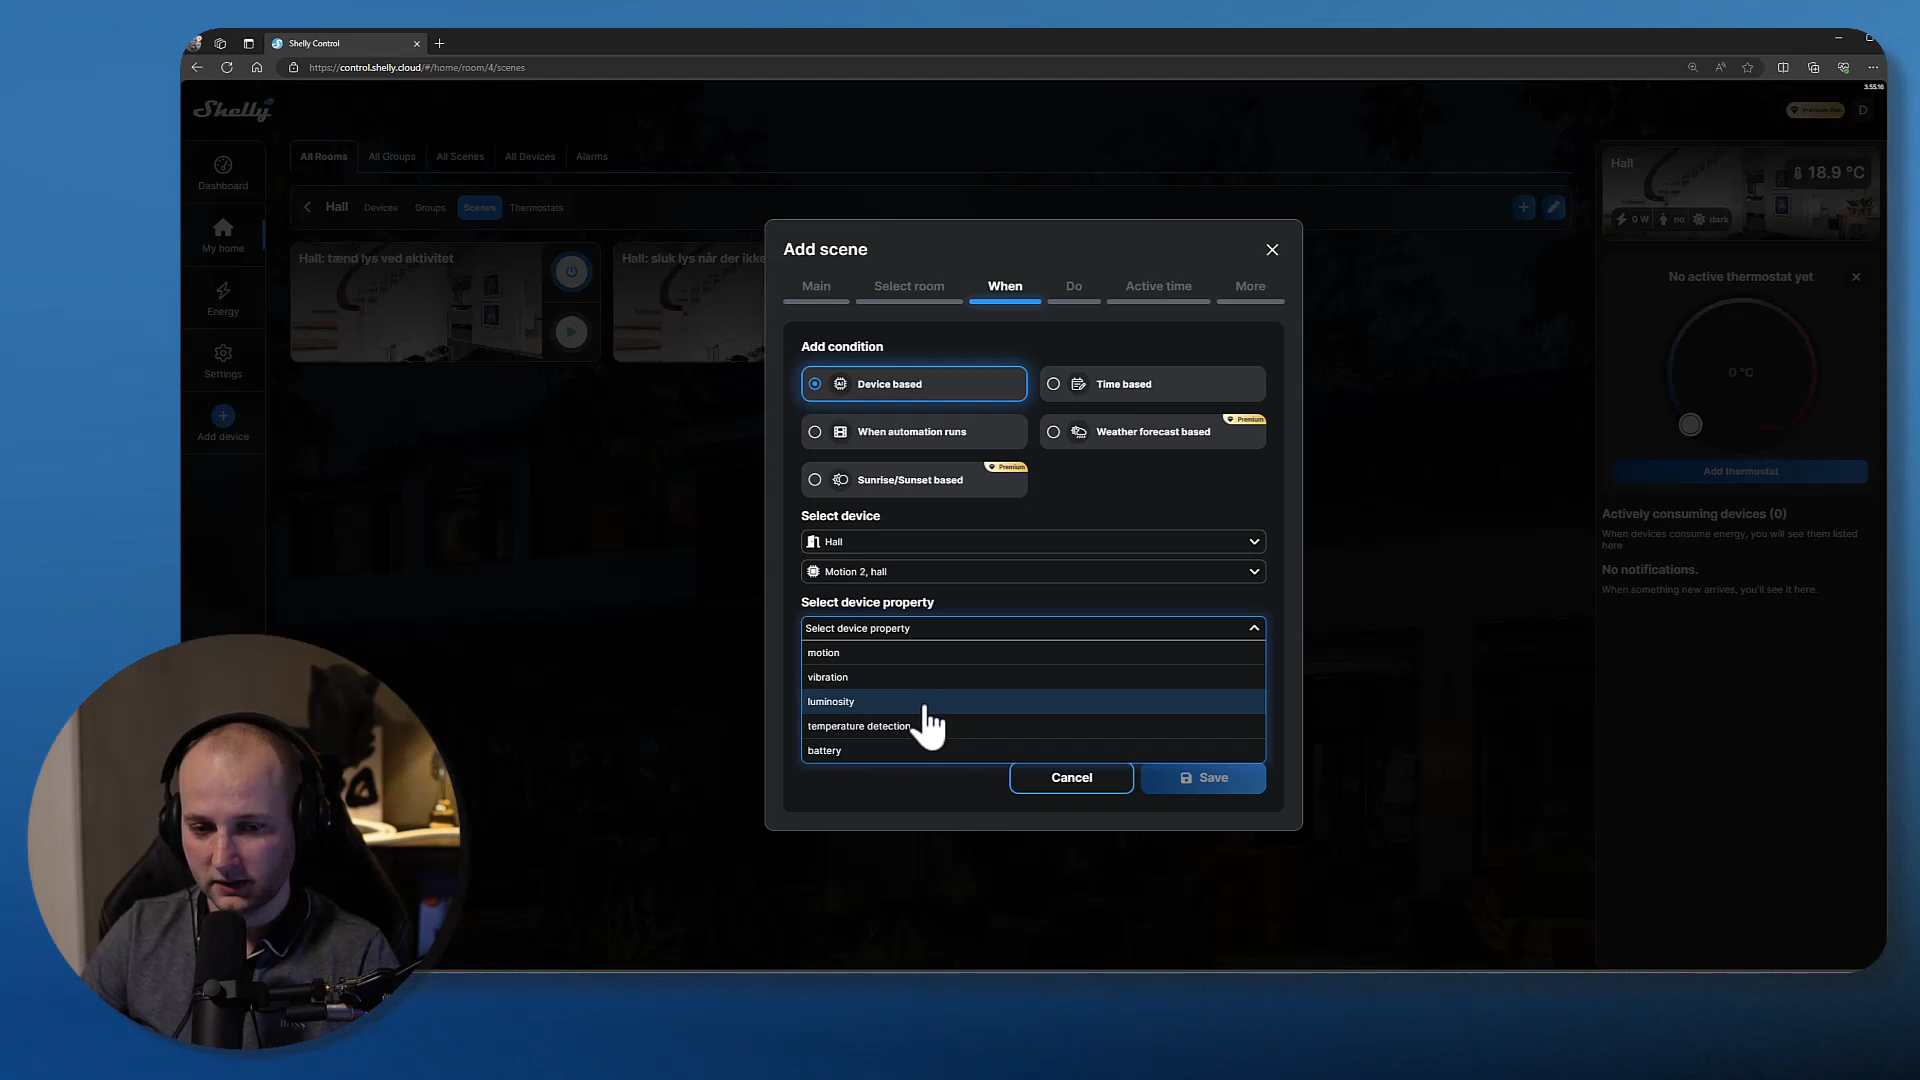 Shelly Control
https://control.shelly.cloud/#/home/room/4/scenes
3:55:16
Shelly
Premium Plan
D
All Rooms
All Groups
All Scenes
All Devices
Alarms
Dashboard
My home
Energy
Settings
Add device
Hall
Devices
Groups
Scenes
Thermostats
Hall: tænd lys ved aktivitet
Hall: sluk lys når der ikke
Add scene
Main
Select room
When
Do
Active time
More
Add condition
Device based
Time based
When automation runs
Weather forecast based
Premium
Sunrise/Sunset based
Premium
Select device
Hall
Motion 2, hall
Select device property
Select device property
motion
vibration
luminosity
temperature detection
battery
Cancel
Save
Hall
18.9 °C
0 W
no
dark
No active thermostat yet
0 °C
Add thermostat
Actively consuming devices (0)
When devices consume energy, you will see them listed
here
No notifications.
When something new arrives, you'll see it here.